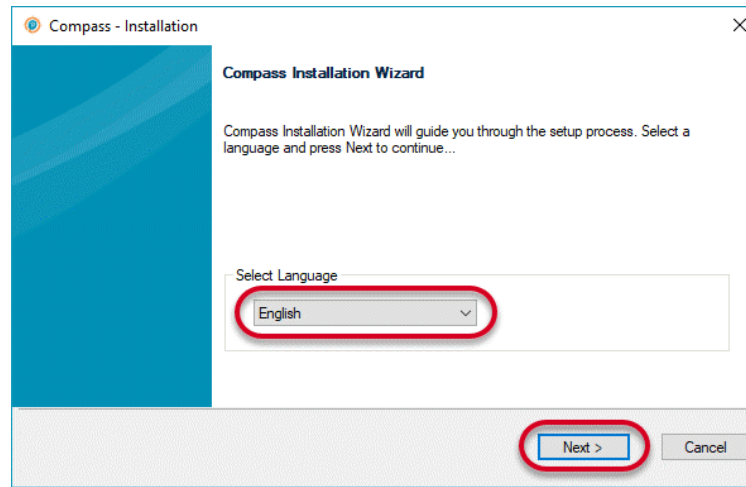 Compass - Installation
Compass Installation Wizard
Compass Installation Wizard will guide you through the setup process. Select a
language and press Next to continue...
Select Language
English
Next >
Cancel